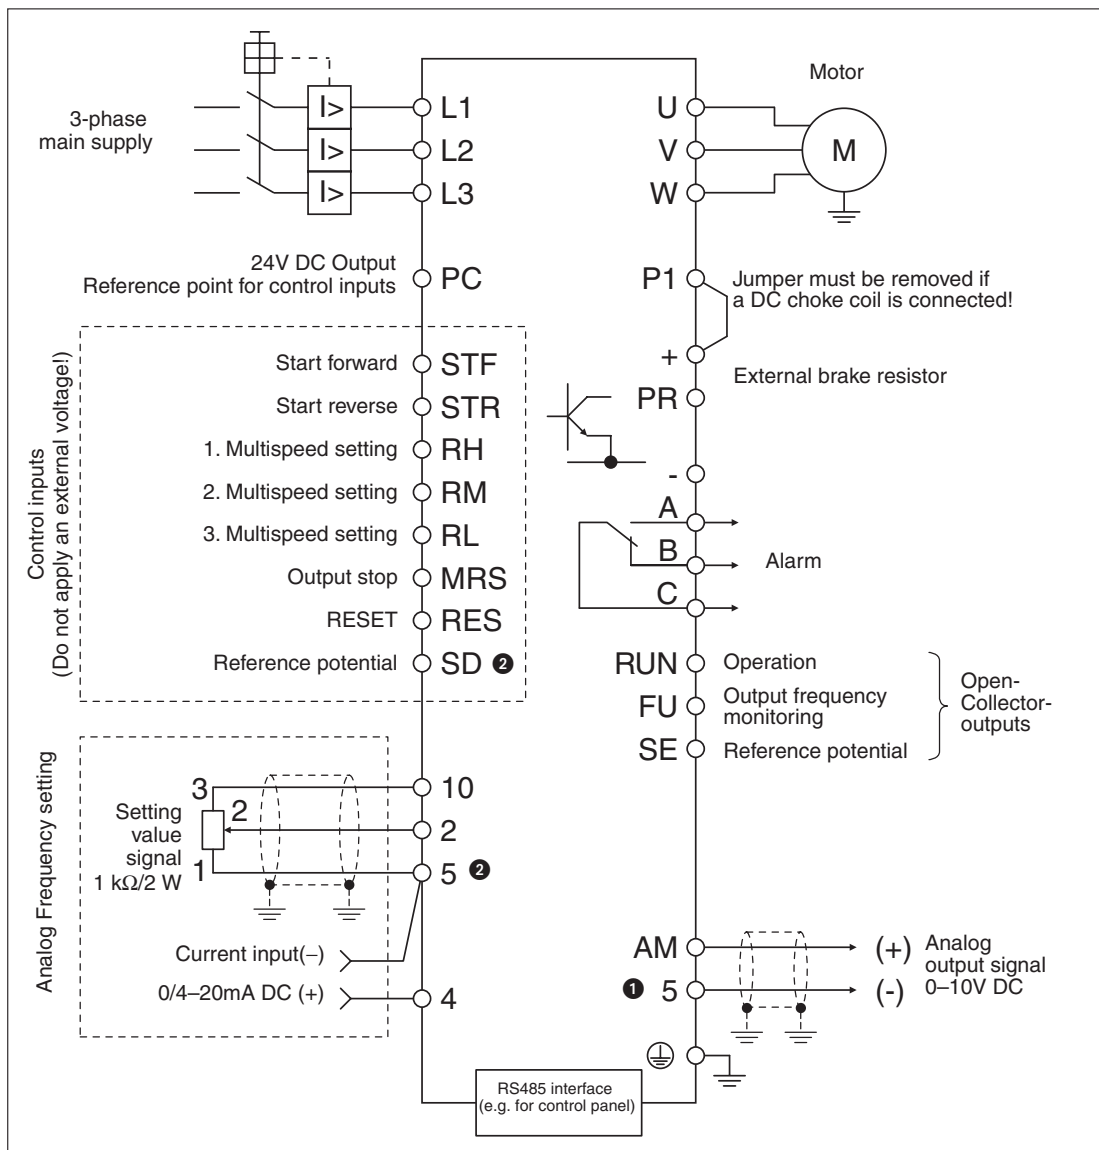 3-phase
main supply
I>
I>
I>
L1
L2
L3
U
V
W
Motor
M
24V DC Output
Reference point for control inputs
PC
P1
Jumper must be removed if
a DC choke coil is connected!
+
PR
External brake resistor
-
Control inputs
(Do not apply an external voltage!)
Start forward
STF
Start reverse
STR
1. Multispeed setting
RH
2. Multispeed setting
RM
3. Multispeed setting
RL
Output stop
MRS
RESET
RES
Reference potential
SD ❷
A
B
C
Alarm
RUN
Operation
FU
Output frequency
monitoring
SE
Reference potential
Open-
Collector-
outputs
Analog Frequency setting
Setting
value
signal
1 kΩ/2 W
3
2
1
10
2
5 ❷
Current input(–)
0/4–20mA DC (+)
4
AM
❶ 5
(+)
(-)
Analog
output signal
0–10V DC
RS485 interface
(e.g. for control panel)